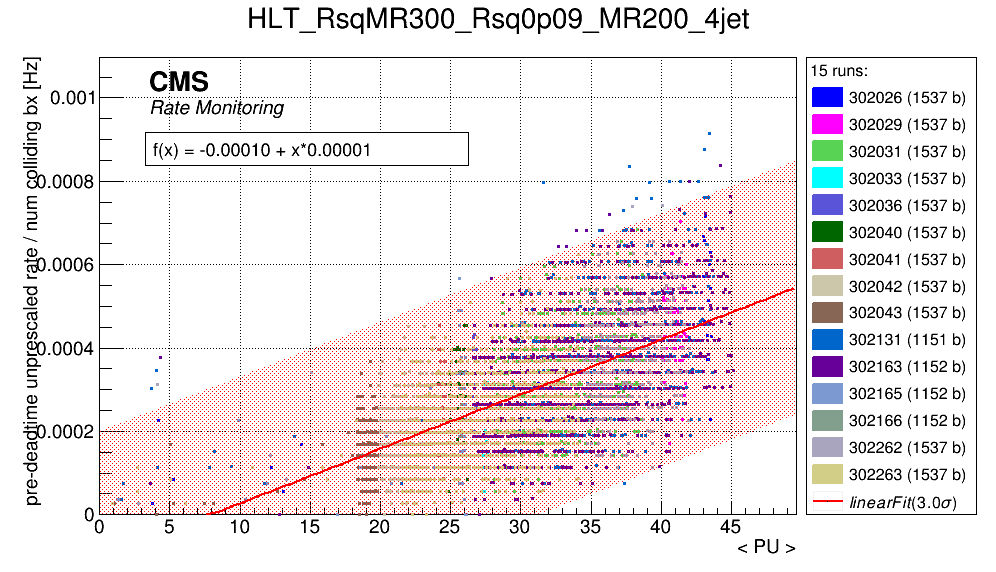 HLT_RsqMR300_Rsq0p09_MR200_4jet
CMS
Rate Monitoring
f(x) = -0.00010 + x*0.00001
pre-deadtime unprescaled rate / num colliding bx [Hz]
0.001
0.0008
0.0006
0.0004
0.0002
0
0 5 10 15 20 25 30 35 40 45
< PU >
15 runs:
302026 (1537 b)
302029 (1537 b)
302031 (1537 b)
302033 (1537 b)
302036 (1537 b)
302040 (1537 b)
302041 (1537 b)
302042 (1537 b)
302043 (1537 b)
302131 (1151 b)
302163 (1152 b)
302165 (1152 b)
302166 (1152 b)
302262 (1537 b)
302263 (1537 b)
linearFit(3.0σ)